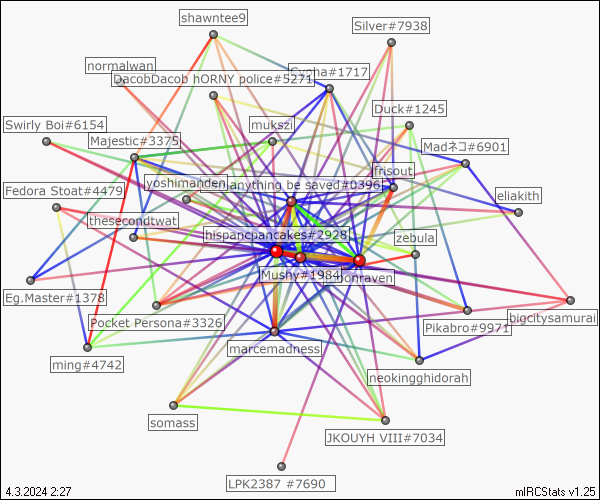 shawntee9
Silver#7938
normalwan
Cypha#1717
DacobDacob hORNY police#5271
Duck#1245
Swirly Boi#6154
mukszi
Majestic#3375
Madネコ#6901
frisout
yoshimahden
anything be saved#0396
Fedora Stoat#4479
eliakith
thesecondtwat
hispanicpancakes#2928
zebula
Mushy#1984
onraven
Eg.Master#1378
Pocket Persona#3326
bigcitysamurai
Pikabro#9971
marcemadness
ming#4742
neokingghidorah
somass
JKOUYH VIII#7034
LPK2387 #7690
4.3.2024 2:27
mIRCStats v1.25